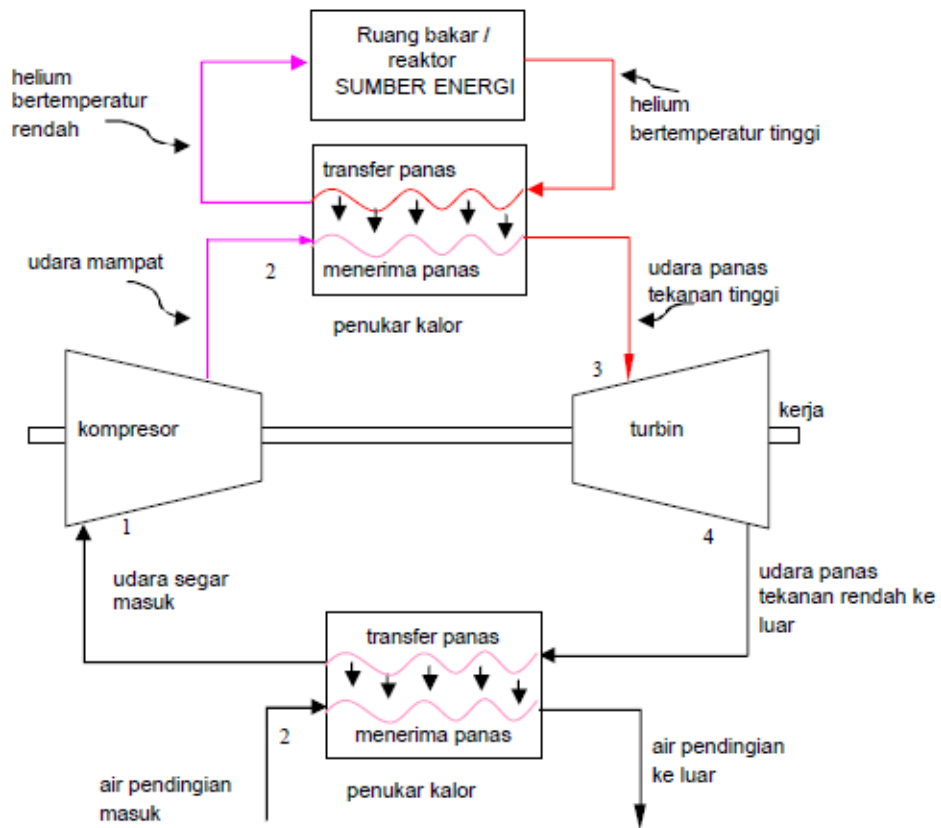 Ruang bakar /
reaktor
SUMBER ENERGI
helium
bertemperatur
rendah
helium
bertemperatur tinggi
transfer panas
menerima panas
2
udara mampat
udara panas
tekanan tinggi
penukar kalor
3
kompresor
turbin
kerja
1
4
udara segar
masuk
udara panas
tekanan rendah ke
luar
transfer panas
menerima panas
2
air pendingian
masuk
air pendingian
ke luar
penukar kalor